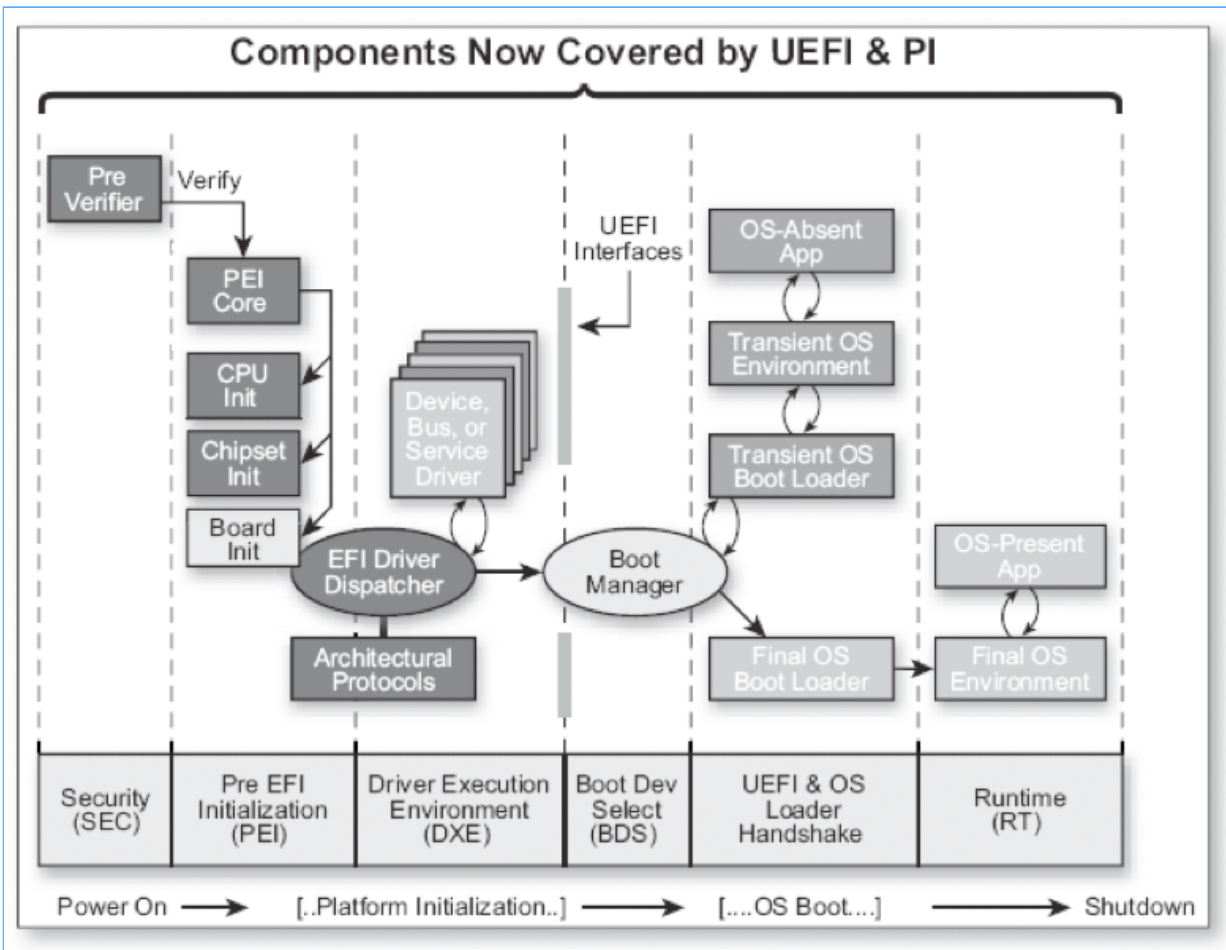 Components Now Covered by UEFI & PI
Pre
Verifier
Verify
PEI
Core
CPU
Init
Chipset
Init
Board
Init
Device,
Bus, or
Service
Driver
EFI Driver
Dispatcher
Architectural
Protocols
UEFI
Interfaces
Boot
Manager
OS-Absent
App
Transient OS
Environment
Transient OS
Boot Loader
Final OS
Boot Loader
OS-Present
App
Final OS
Environment
Security
(SEC)
Pre EFI
Initialization
(PEI)
Driver Execution
Environment
(DXE)
Boot Dev
Select
(BDS)
UEFI & OS
Loader
Handshake
Runtime
(RT)
Power On
[..Platform Initialization..]
[....OS Boot....]
Shutdown